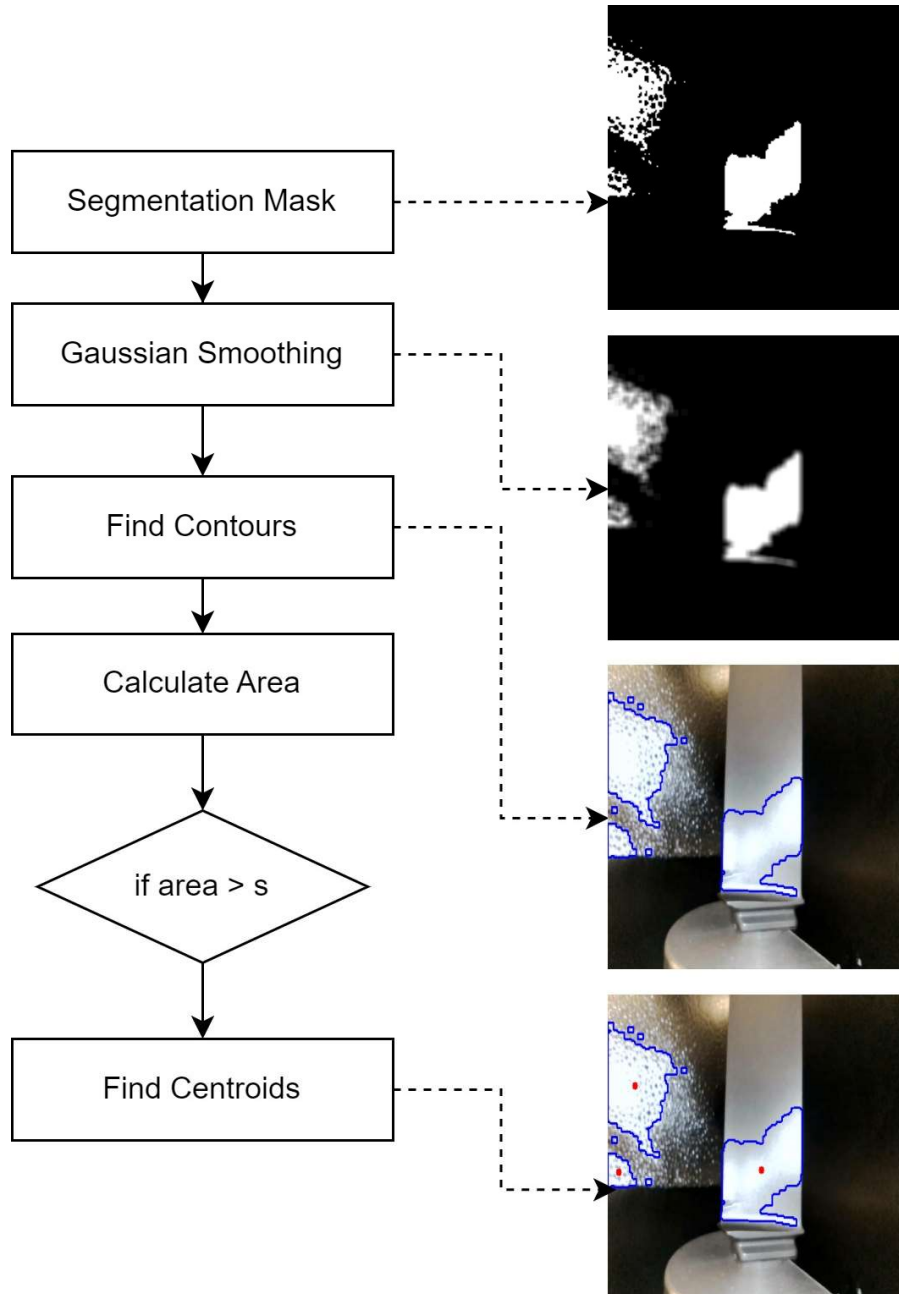 Segmentation Mask
Gaussian Smoothing
Find Contours
Calculate Area
if area > s
Find Centroids